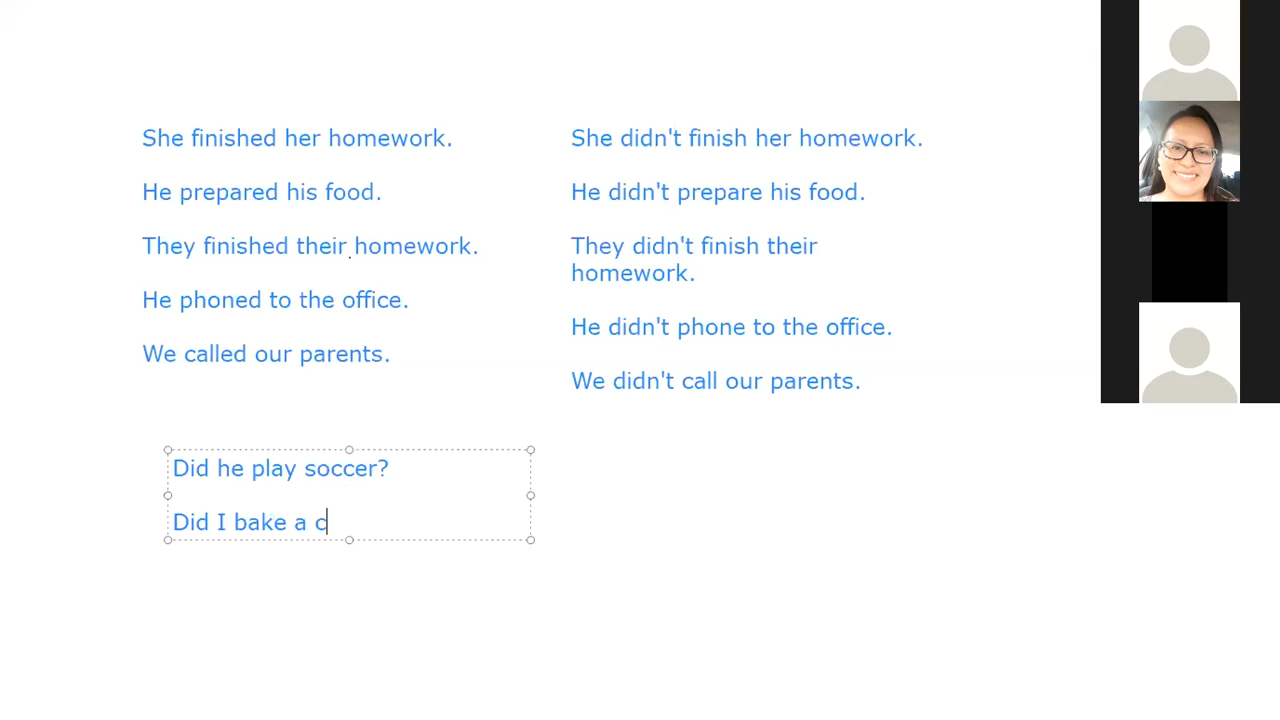 She finished her homework.
He prepared his food.
They finished their homework.
He phoned to the office.
We called our parents.
She didn't finish her homework.
He didn't prepare his food.
They didn't finish their
homework.
He didn't phone to the office.
We didn't call our parents.
Did he play soccer?
Did I bake a c